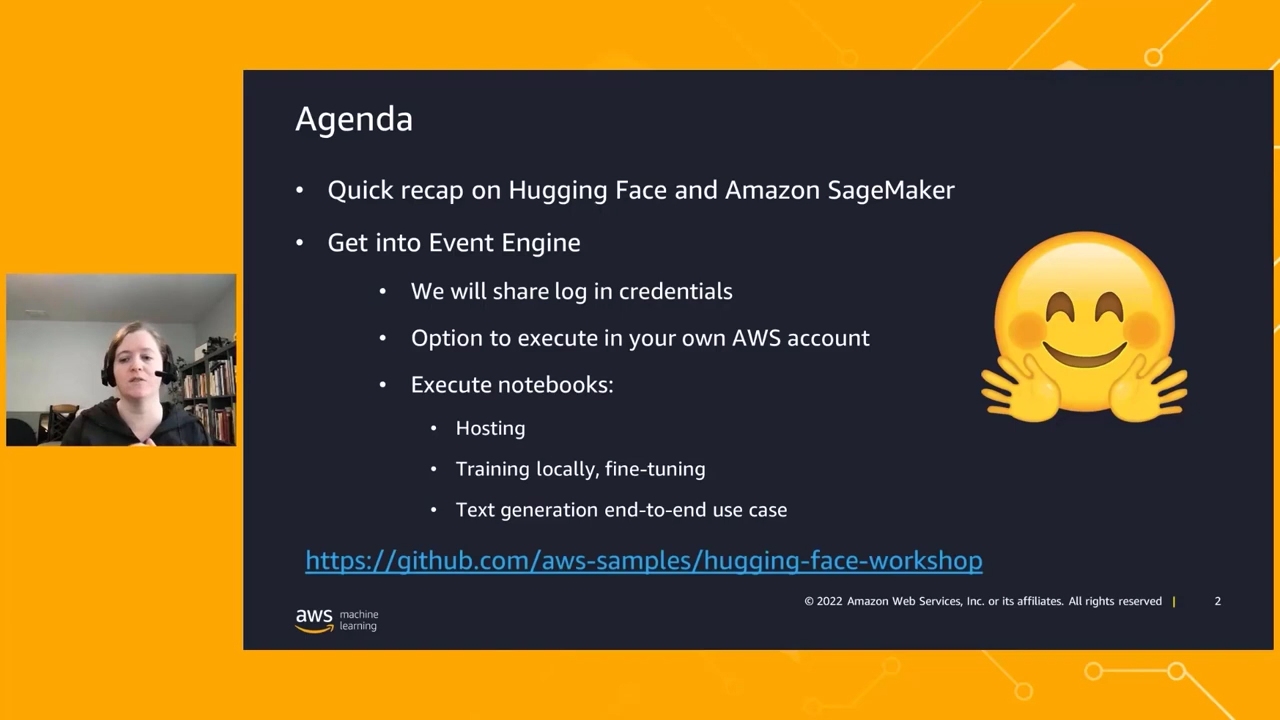 Agenda
• Quick recap on Hugging Face and Amazon SageMaker
• Get into Event Engine
• We will share log in credentials
• Option to execute in your own AWS account
• Execute notebooks:
• Hosting
• Training locally, fine-tuning
• Text generation end-to-end use case
https://github.com/aws-samples/hugging-face-workshop
© 2022 Amazon Web Services, Inc. or its affiliates. All rights reserved | 2
aws machine
learning